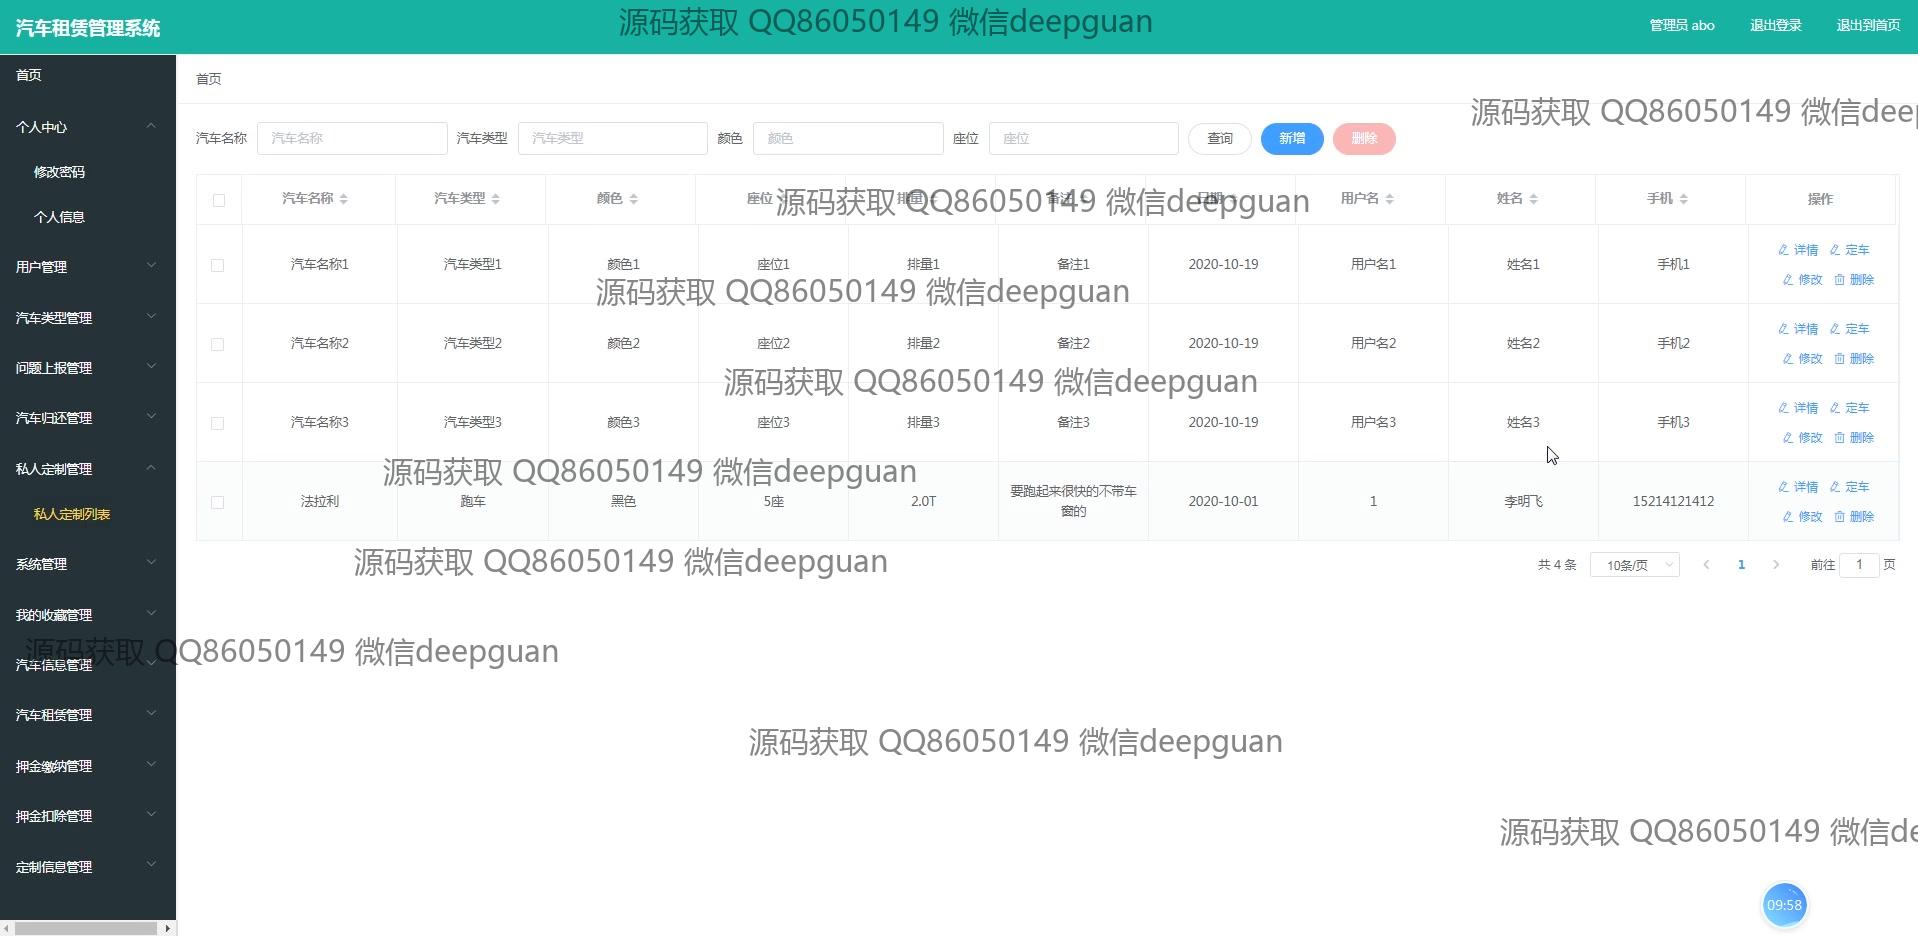 汽车租赁管理系统
源码获取 QQ86050149 微信deepguan
管理员 abo 退出登录 退出到首页
首页
个人中心
修改密码
个人信息
用户管理
汽车类型管理
问题上报管理
汽车归还管理
私人定制管理
私人定制列表
系统管理
我的收藏管理
汽车信息管理
汽车租赁管理
押金缴纳管理
押金扣除管理
定制信息管理
首页
源码获取 QQ86050149 微信deep
汽车名称 汽车名称 汽车类型 汽车类型 颜色 颜色 座位 座位 查询 新增 删除
汽车名称 汽车类型 颜色 座位 排量 备注 日期 用户名 姓名 手机 操作
源码获取 QQ86050149 微信deepguan
汽车名称1 汽车类型1 颜色1 座位1 排量1 备注1 2020-10-19 用户名1 姓名1 手机1 详情 定车
修改 删除
源码获取 QQ86050149 微信deepguan
汽车名称2 汽车类型2 颜色2 座位2 排量2 备注2 2020-10-19 用户名2 姓名2 手机2 详情 定车
修改 删除
源码获取 QQ86050149 微信deepguan
汽车名称3 汽车类型3 颜色3 座位3 排量3 备注3 2020-10-19 用户名3 姓名3 手机3 详情 定车
修改 删除
源码获取 QQ86050149 微信deepguan
法拉利 跑车 黑色 5座 2.0T 要跑起来很快的不带车 2020-10-01 1 李明飞 15214121412 详情 定车
窗的 修改 删除
源码获取 QQ86050149 微信deepguan
共 4 条 10条/页 1 前往 1 页
源码获取 QQ86050149 微信deepguan
源码获取 QQ86050149 微信deepguan
源码获取 QQ86050149 微信de
09:58